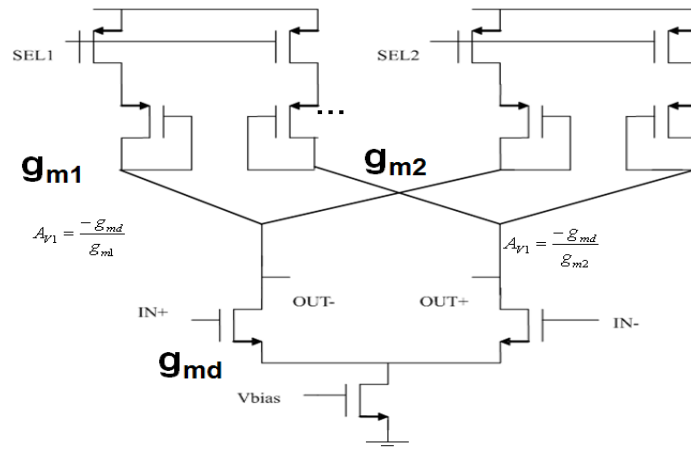 SEL1
SEL2
...
gm1
gm2
AV1 = -gmd / gm1
AV1 = -gmd / gm2
OUT-
OUT+
IN+
IN-
gmd
Vbias